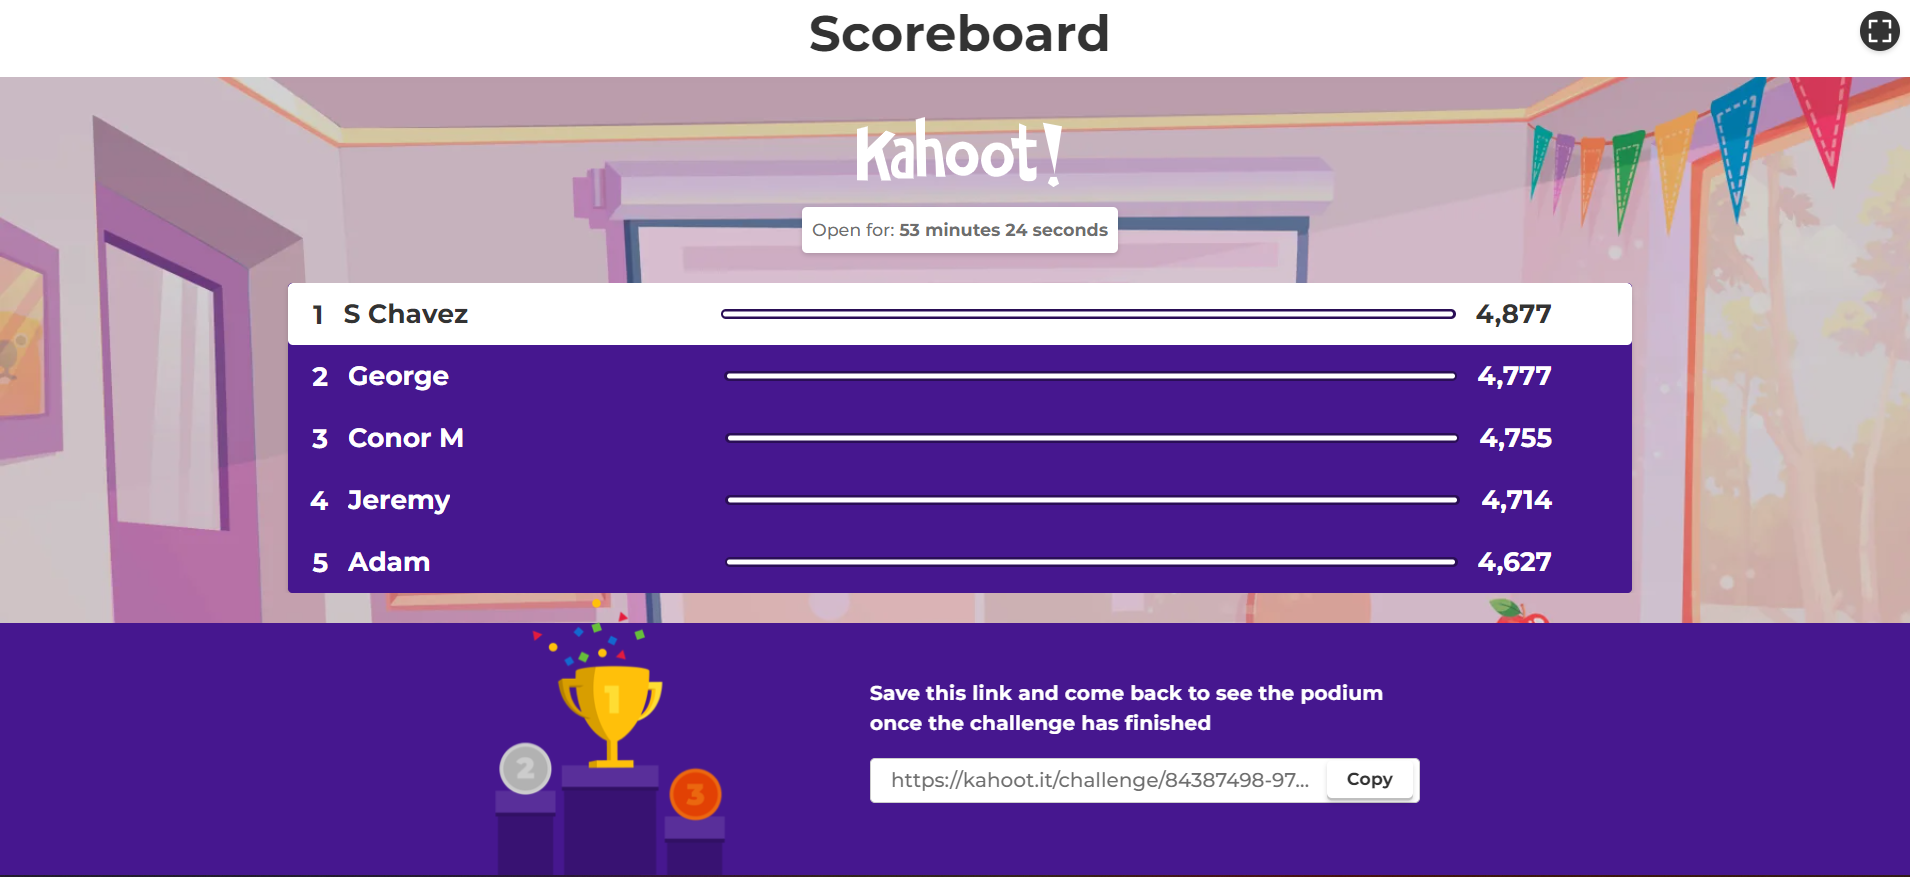 Scoreboard
Kahoot!
Open for: 53 minutes 24 seconds
1 S Chavez 4,877
2 George 4,777
3 Conor M 4,755
4 Jeremy 4,714
5 Adam 4,627
1
2
3
Save this link and come back to see the podium
once the challenge has finished
https://kahoot.it/challenge/84387498-97... Copy